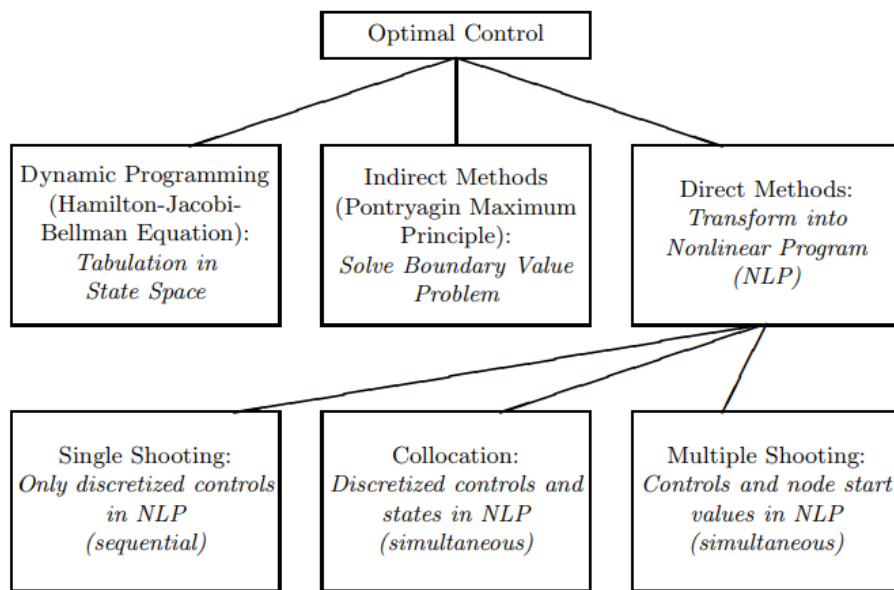 Optimal Control
Dynamic Programming
(Hamilton-Jacobi-
Bellman Equation):
Tabulation in
State Space
Indirect Methods
(Pontryagin Maximum
Principle):
Solve Boundary Value
Problem
Direct Methods:
Transform into
Nonlinear Program
(NLP)
Single Shooting:
Only discretized controls
in NLP
(sequential)
Collocation:
Discretized controls and
states in NLP
(simultaneous)
Multiple Shooting:
Controls and node start
values in NLP
(simultaneous)